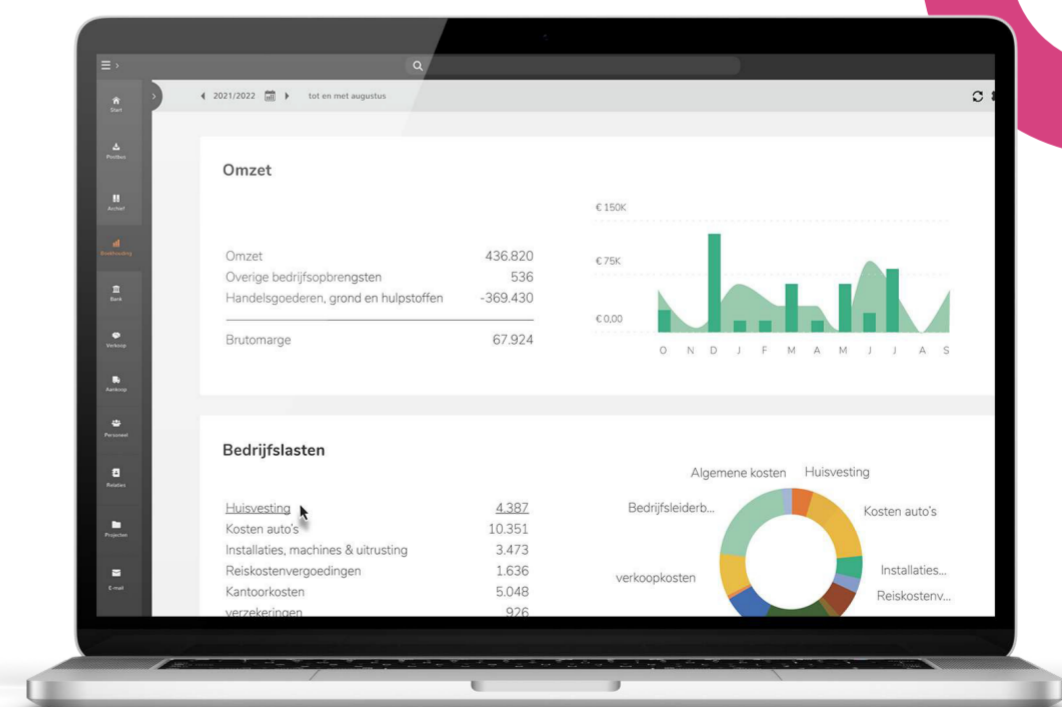 2021/2022 tot en met augustus
Start
Postbus
Archief
Boekhouding
Bank
Verkoop
Aankoop
Personeel
Relaties
Projecten
E-mail
Omzet
Omzet 436.820
Overige bedrijfsopbrengsten 536
Handelsgoederen, grond en hulpstoffen -369.430
Brutomarge 67.924
€ 150K
€ 75K
€ 0,00
O N D J F M A M J J A S
Bedrijfslasten
Huisvesting 4.387
Kosten auto's 10.351
Installaties, machines & uitrusting 3.473
Reiskostenvergoedingen 1.636
Kantoorkosten 5.048
verzekeringen 926
Algemene kosten Huisvesting
Bedrijfsleiderb... Kosten auto's
verkoopkosten Installaties...
Reiskostenv...